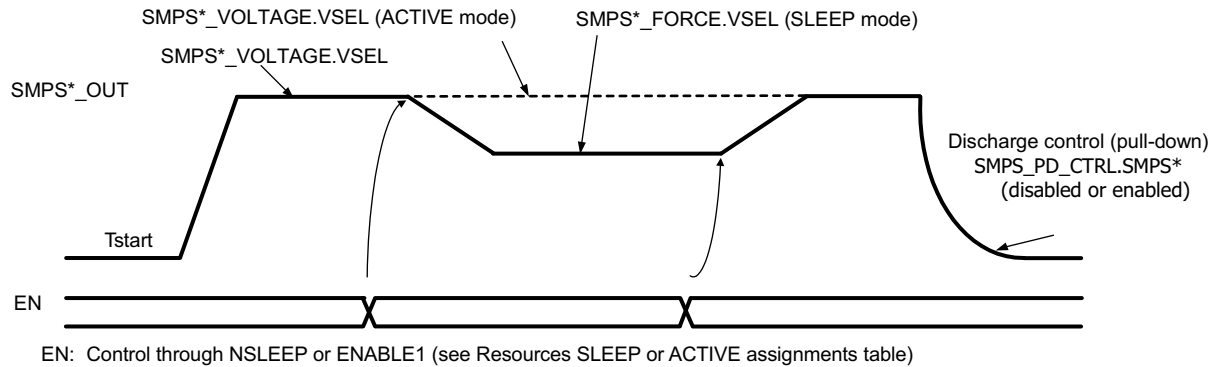 SMPS*_VOLTAGE.VSEL (ACTIVE mode)
SMPS*_FORCE.VSEL (SLEEP mode)
SMPS*_VOLTAGE.VSEL
SMPS*_OUT
Discharge control (pull-down)
SMPS_PD_CTRL.SMPS*
(disabled or enabled)
Tstart
EN
EN: Control through NSLEEP or ENABLE1 (see Resources SLEEP or ACTIVE assignments table)